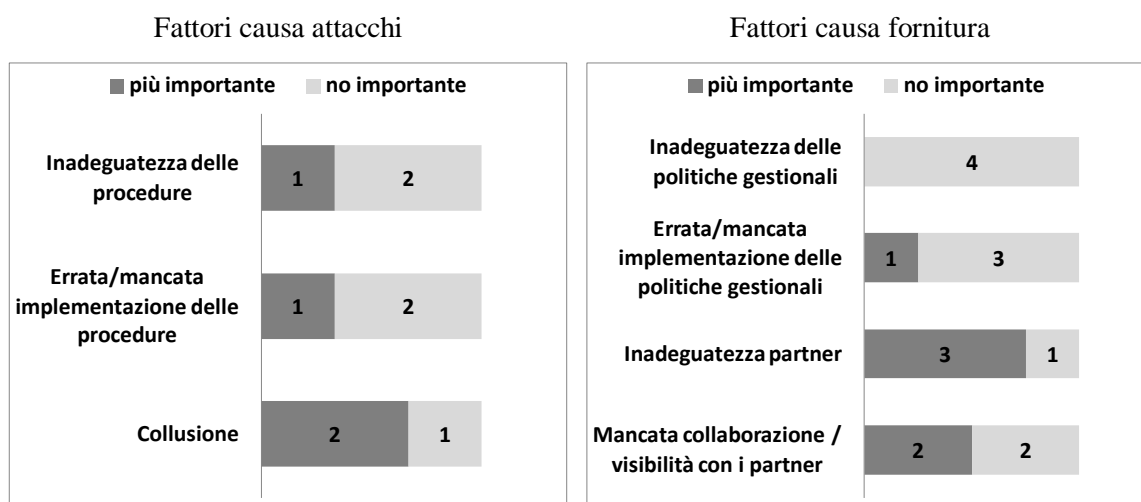 Fattori causa attacchi
più importante no importante
Inadeguatezza delle
procedure
1 2
Errata/mancata
implementazione delle
procedure
1 2
Collusione
2 1
Fattori causa fornitura
più importante no importante
Inadeguatezza delle
politiche gestionali
4
Errata/mancata
implementazione delle
politiche gestionali
1 3
Inadeguatezza partner
3 1
Mancata collaborazione /
visibilità con i partner
2 2